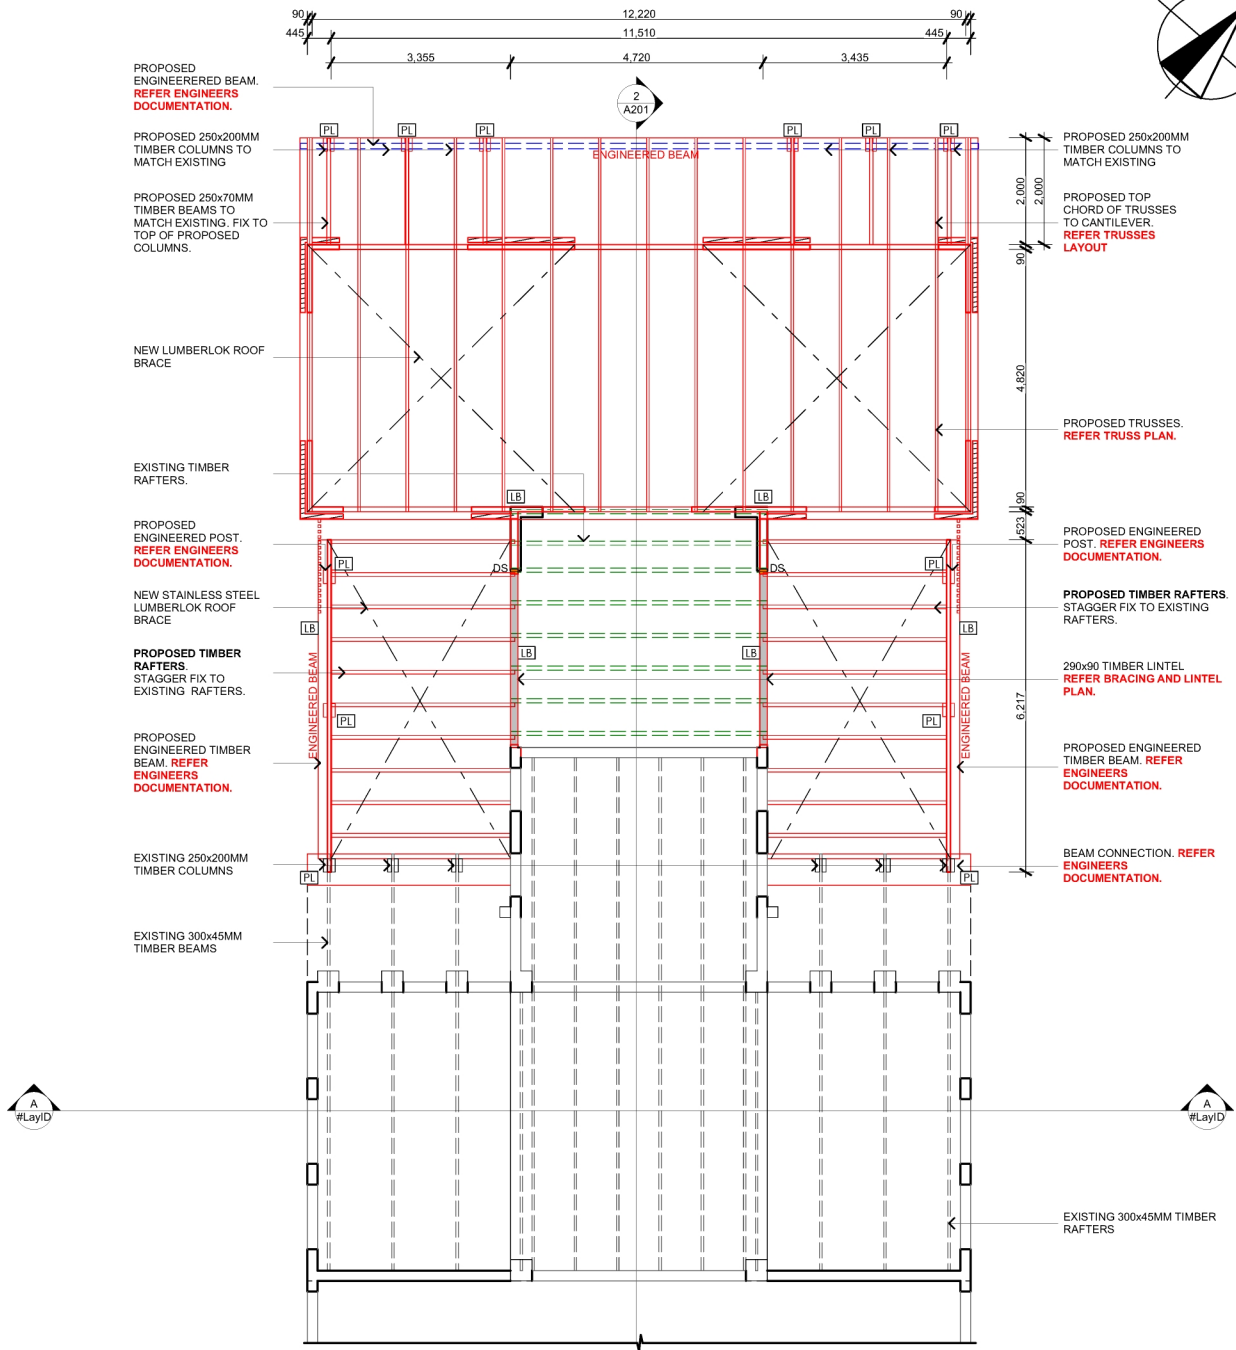 90 12,220 90
445 11,510 445
3,355 4,720 3,435
2
A201
PROPOSED
ENGINEERERED BEAM.
REFER ENGINEERS
DOCUMENTATION.
PROPOSED 250x200MM
TIMBER COLUMNS TO
MATCH EXISTING
PROPOSED 250x70MM
TIMBER BEAMS TO
MATCH EXISTING. FIX TO
TOP OF PROPOSED
COLUMNS.
NEW LUMBERLOK ROOF
BRACE
EXISTING TIMBER
RAFTERS.
PROPOSED
ENGINEERED POST.
REFER ENGINEERS
DOCUMENTATION.
NEW STAINLESS STEEL
LUMBERLOK ROOF
BRACE
PROPOSED TIMBER
RAFTERS.
STAGGER FIX TO
EXISTING RAFTERS.
PROPOSED
ENGINEERED TIMBER
BEAM. REFER
ENGINEERS
DOCUMENTATION.
EXISTING 250x200MM
TIMBER COLUMNS
EXISTING 300x45MM
TIMBER BEAMS
PL PL PL PL PL PL
ENGINEERED BEAM
LB LB
DS DS
PL PL
LB LB
LB LB
ENGINEERED BEAM
ENGINEERED BEAM
PL PL
PL PL
PROPOSED 250x200MM
TIMBER COLUMNS TO
MATCH EXISTING
PROPOSED TOP
CHORD OF TRUSSES
TO CANTILEVER.
REFER TRUSSES
LAYOUT
PROPOSED TRUSSES.
REFER TRUSS PLAN.
PROPOSED ENGINEERED
POST. REFER ENGINEERS
DOCUMENTATION.
PROPOSED TIMBER RAFTERS.
STAGGER FIX TO EXISTING
RAFTERS.
290x90 TIMBER LINTEL
REFER BRACING AND LINTEL
PLAN.
PROPOSED ENGINEERED
TIMBER BEAM. REFER
ENGINEERS
DOCUMENTATION.
BEAM CONNECTION. REFER
ENGINEERS
DOCUMENTATION.
EXISTING 300x45MM TIMBER
RAFTERS
2,000
2,000
90
4,820
90
523
6,217
A
#LayID
A
#LayID